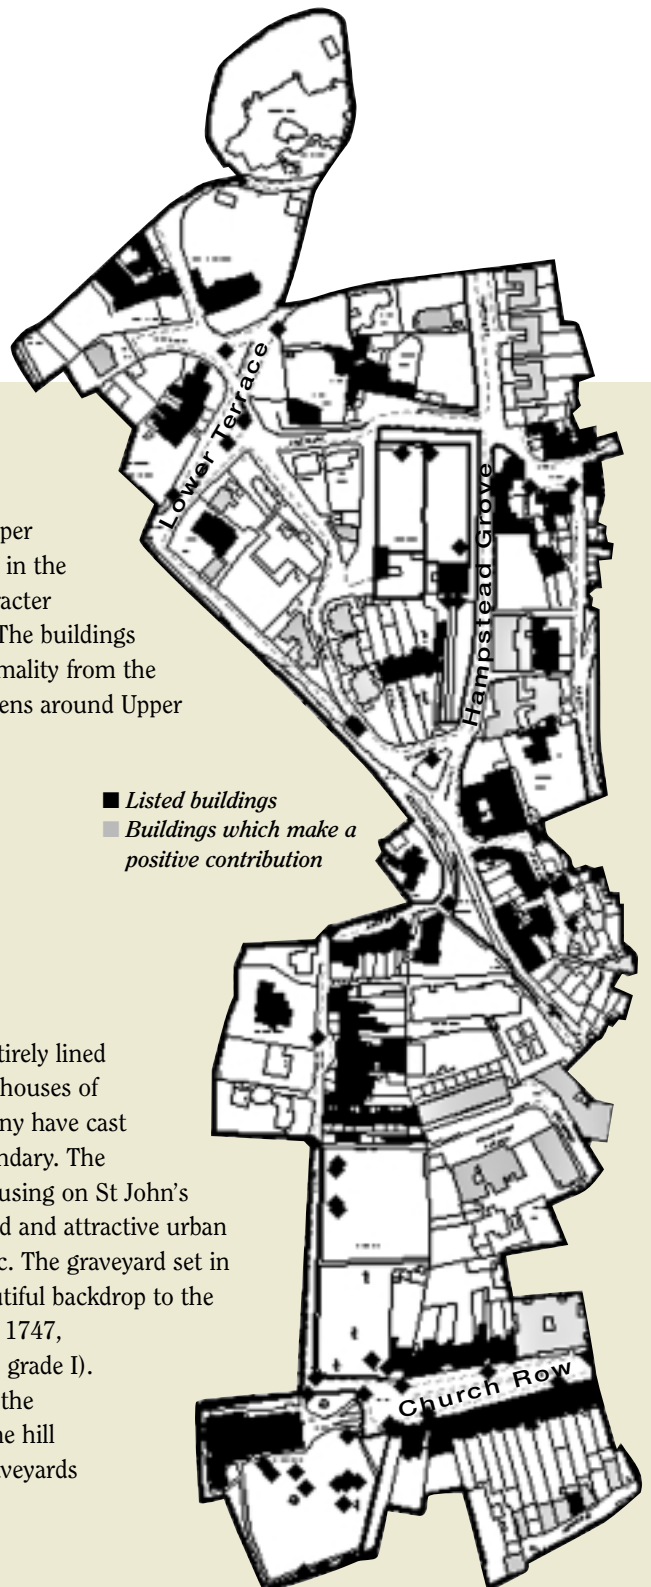 Lower Terrace
Hampstead Grove
pper
in the
racter
The buildings
mality from the
ens around Upper
Listed buildings
Buildings which make a
positive contribution
tirely lined
houses of
ny have cast
ndary. The
using on St John's
d and attractive urban
c. The graveyard set in
utiful backdrop to the
1747,
grade I).
the
ne hill
veyards
Church Row